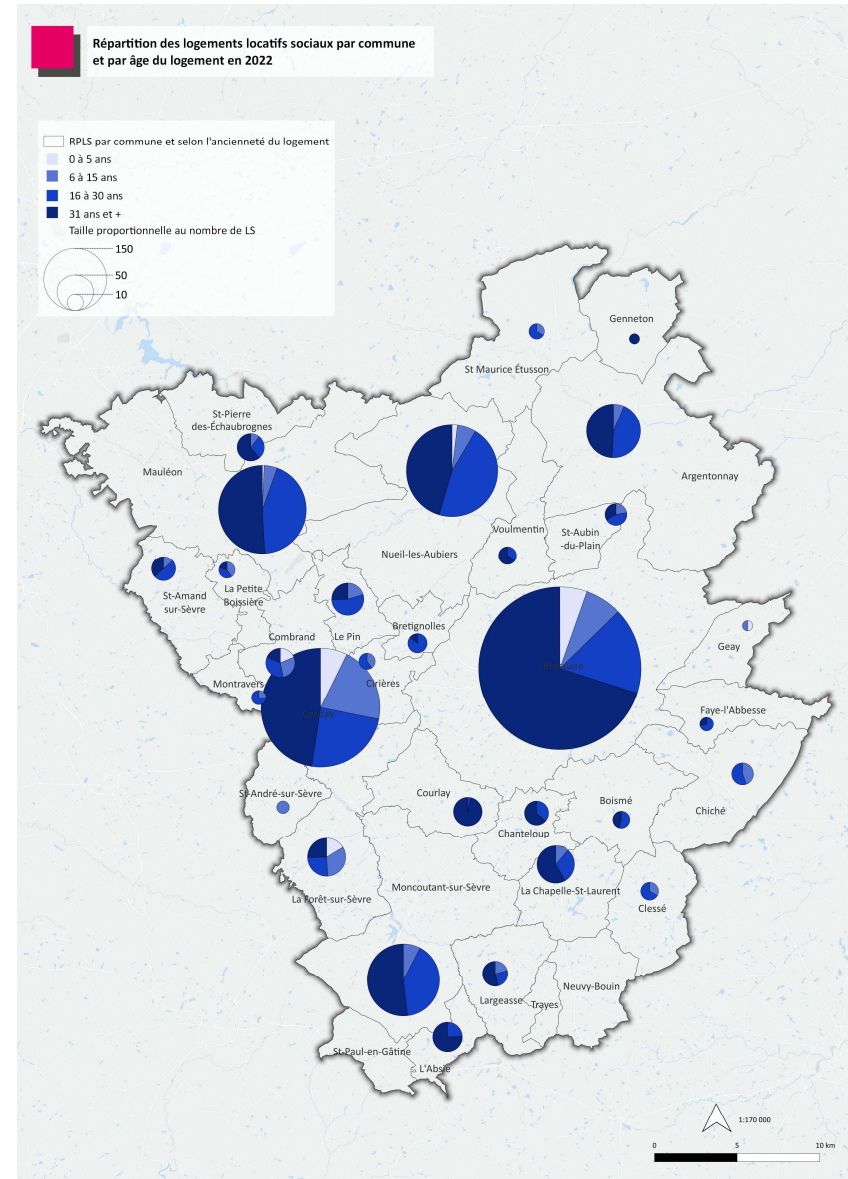 Répartition des logements locatifs sociaux par commune
et par âge du logement en 2022
RPLS par commune et selon l'ancienneté du logement
0 à 5 ans
6 à 15 ans
16 à 30 ans
31 ans et +
Taille proportionnelle au nombre de LS
150
50
10
Genneton
St Maurice Étusson
St-Pierre
des-Échaubrognes
Mauléon
Argentonnay
Voulmentin
St-Aubin
-du-Plain
Nueil-les-Aubiers
St-Amand
sur-Sèvre
La Petite
Boissière
Bretignolles
Combrand
Le Pin
Geay
Bressuire
Montravers
Cirières
Cerizay
Faye-l'Abbesse
St-André-sur-Sèvre
Courlay
Boismé
Chiché
Chanteloup
Moncoutant-sur-Sèvre
La Chapelle-St-Laurent
La Forêt-sur-Sèvre
Clessé
Neuvy-Bouin
Largeasse
Trayes
St-Paul-en-Gâtine
L'Absie
1:170 000
0
5
10 km